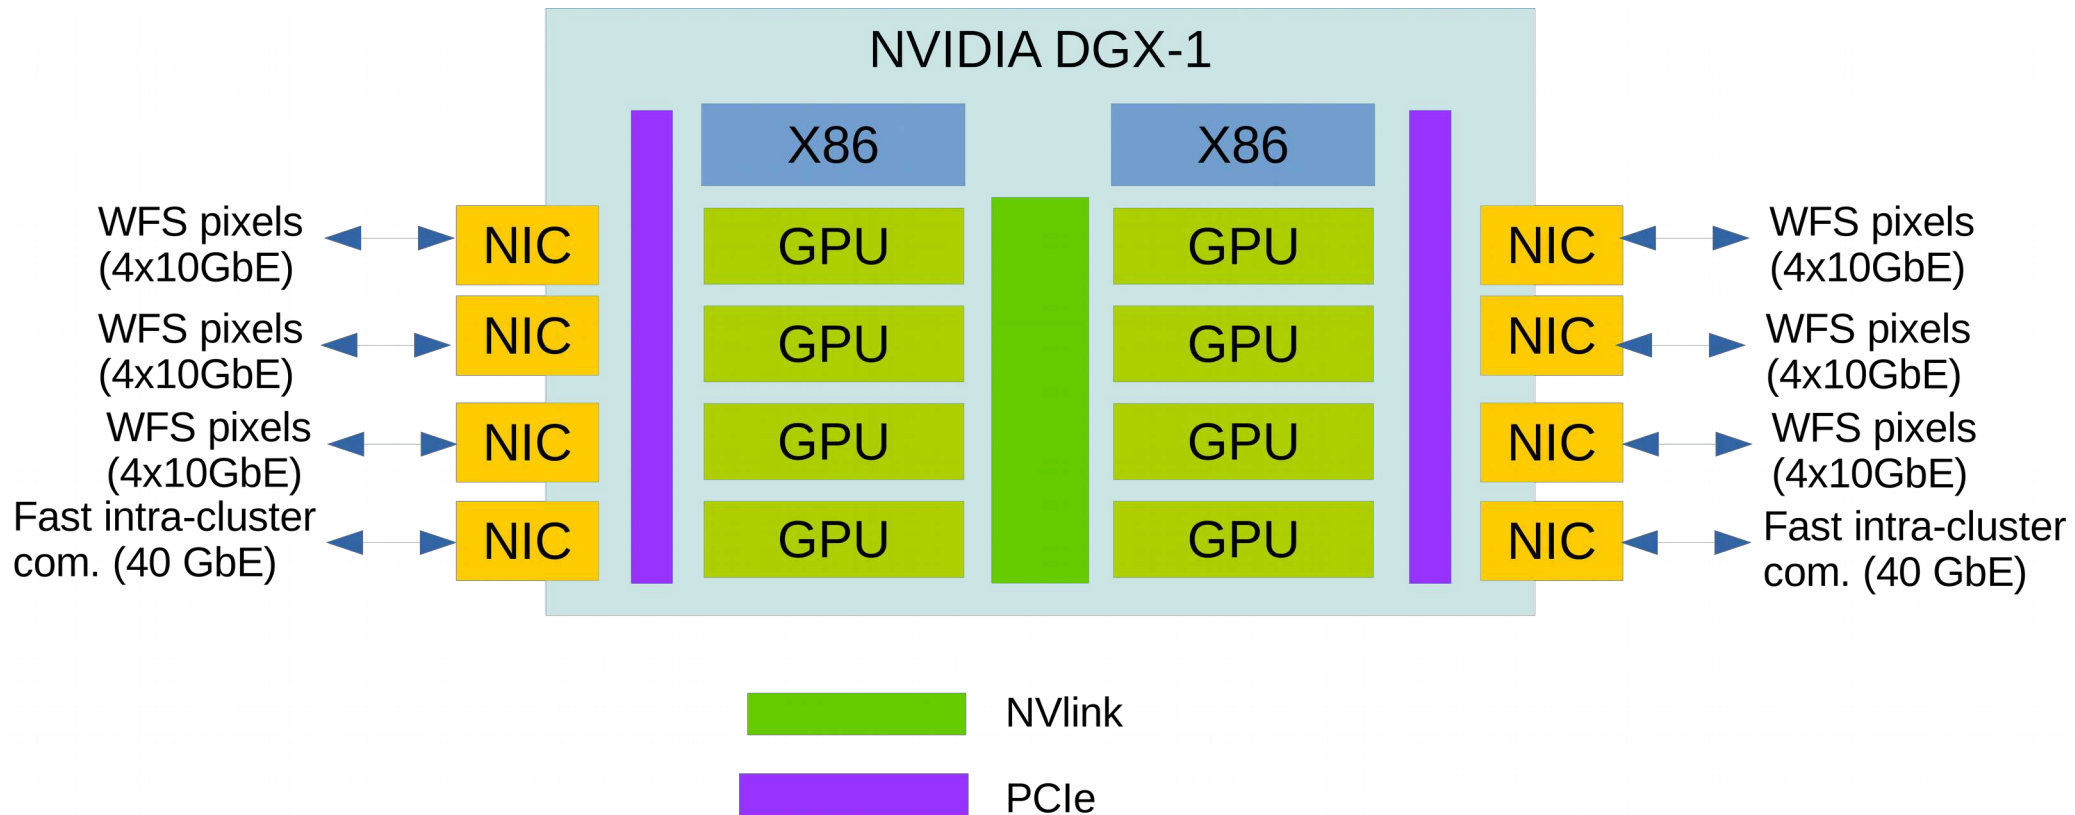 NVIDIA DGX-1
X86
X86
WFS pixels
(4x10GbE)
NIC
GPU
GPU
NIC
WFS pixels
(4x10GbE)
WFS pixels
(4x10GbE)
NIC
GPU
GPU
NIC
WFS pixels
(4x10GbE)
WFS pixels
(4x10GbE)
NIC
GPU
GPU
NIC
WFS pixels
(4x10GbE)
Fast intra-cluster
com. (40 GbE)
NIC
GPU
GPU
NIC
Fast intra-cluster
com. (40 GbE)
NVlink
PCIe